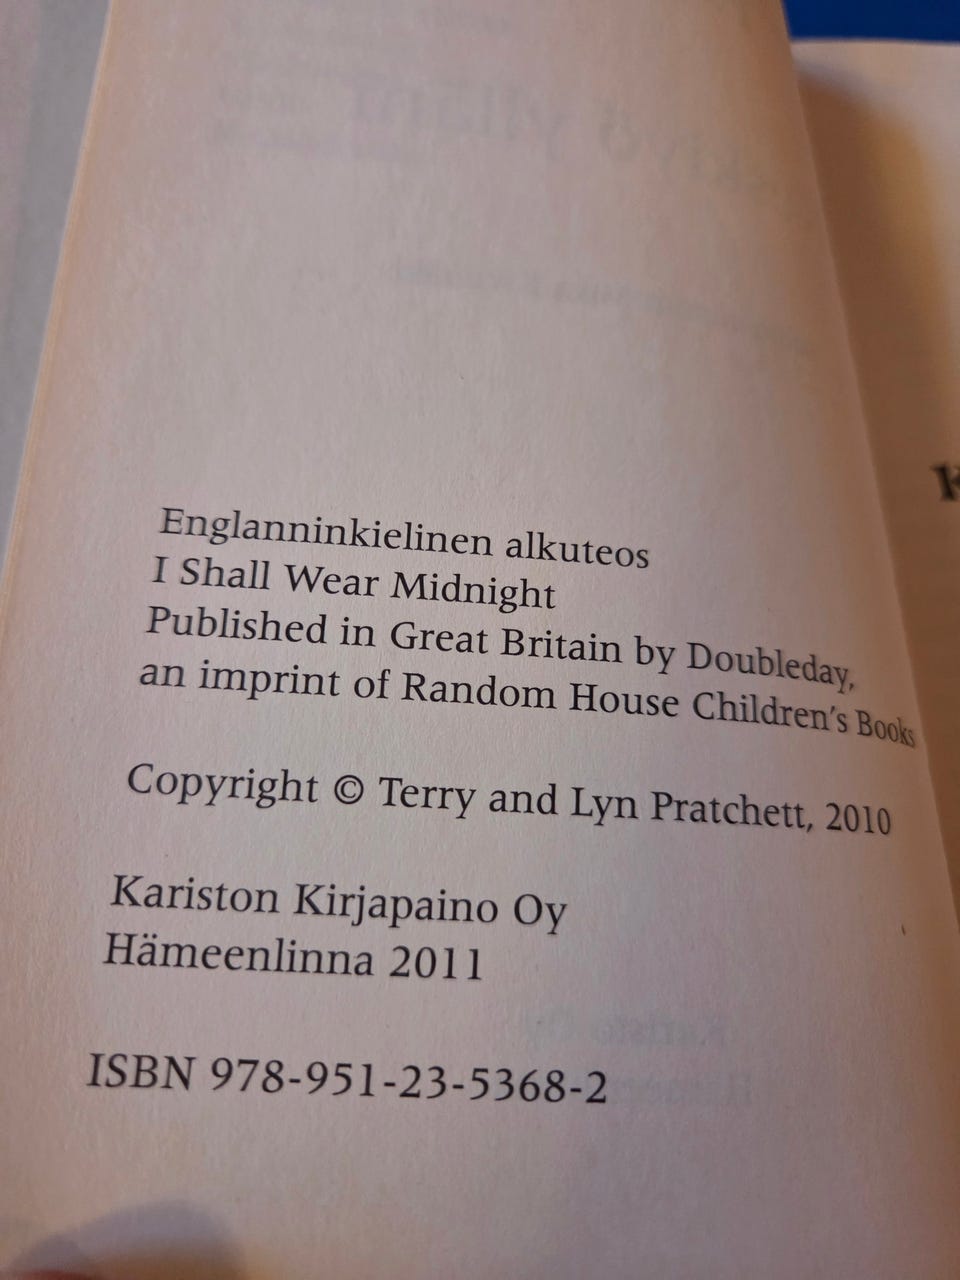 Englanninkielinen alkuteos
I Shall Wear Midnight
Published in Great Britain by Doubleday,
an imprint of Random House Children's Books
Copyright © Terry and Lyn Pratchett, 2010
Kariston Kirjapaino Oy
Hämeenlinna 2011
ISBN 978-951-23-5368-2